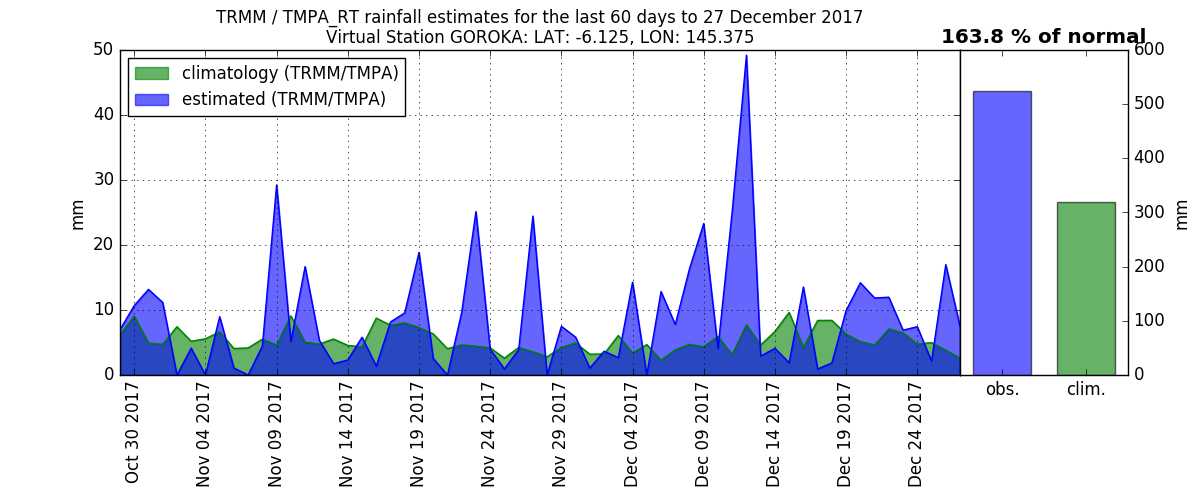 TRMM / TMPA_RT rainfall estimates for the last 60 days to 27 December 2017
Virtual Station GOROKA: LAT: -6.125, LON: 145.375
163.8 % of normal
climatology (TRMM/TMPA)
estimated (TRMM/TMPA)
mm
50
40
30
20
10
0
Oct 30 2017
Nov 04 2017
Nov 09 2017
Nov 14 2017
Nov 19 2017
Nov 24 2017
Nov 29 2017
Dec 04 2017
Dec 09 2017
Dec 14 2017
Dec 19 2017
Dec 24 2017
obs.
clim.
600
500
400
300
200
100
0
mm